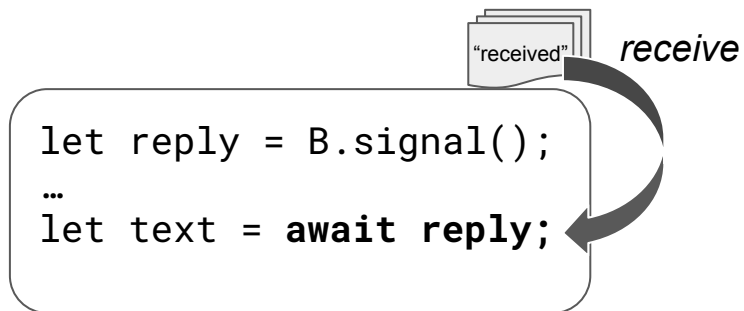 “received” receive
let reply = B.signal();
…
let text = await reply;